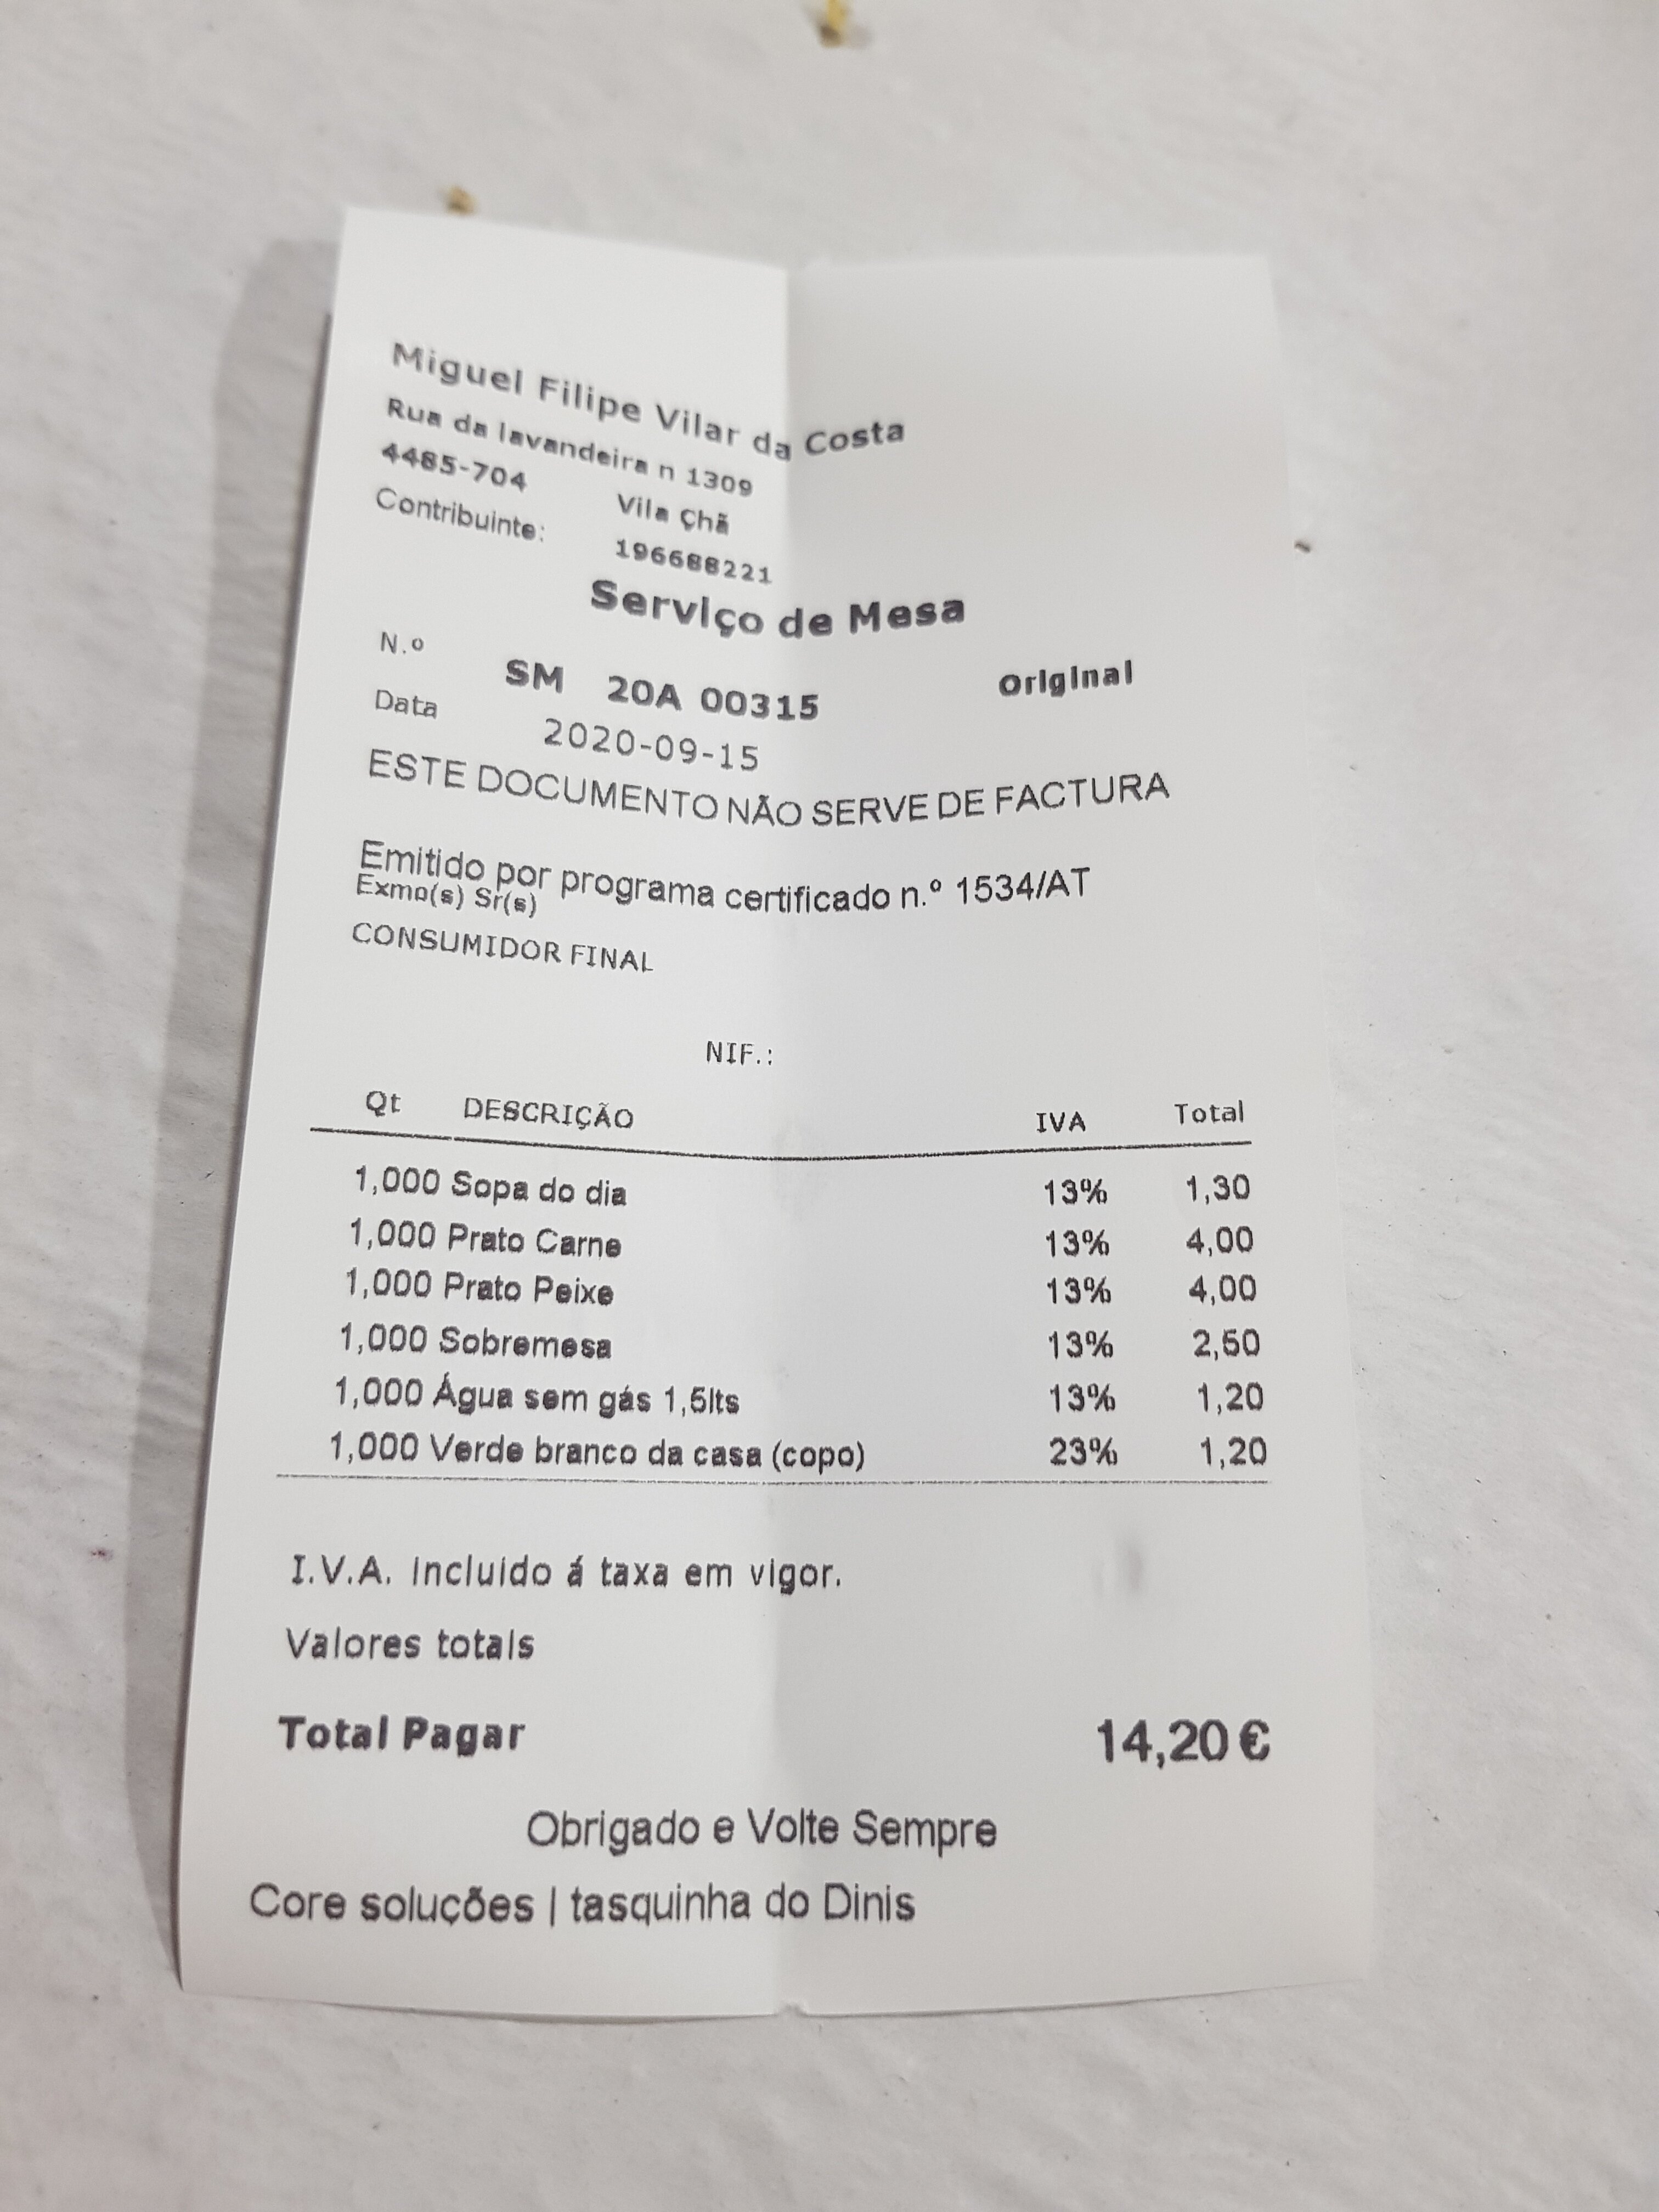 Miguel Filipe Vilar da Costa
Rua da lavandeira n 1309
4485-704 Vila Chã
Contribuinte: 196688221
Serviço de Mesa
N.º SM 20A 00315 Original
Data 2020-09-15
ESTE DOCUMENTO NÃO SERVE DE FACTURA
Emitido por programa certificado n.º 1534/AT
Exmo(s) Sr(s)
CONSUMIDOR FINAL
NIF.:
Qt DESCRIÇÃO IVA Total
1,000 Sopa do dia 13% 1,30
1,000 Prato Carne 13% 4,00
1,000 Prato Peixe 13% 4,00
1,000 Sobremesa 13% 2,50
1,000 Água sem gás 1,5lts 13% 1,20
1,000 Verde branco da casa (copo) 23% 1,20
I.V.A. incluido á taxa em vigor.
Valores totais
Total Pagar 14,20 €
Obrigado e Volte Sempre
Core soluções | tasquinha do Dinis